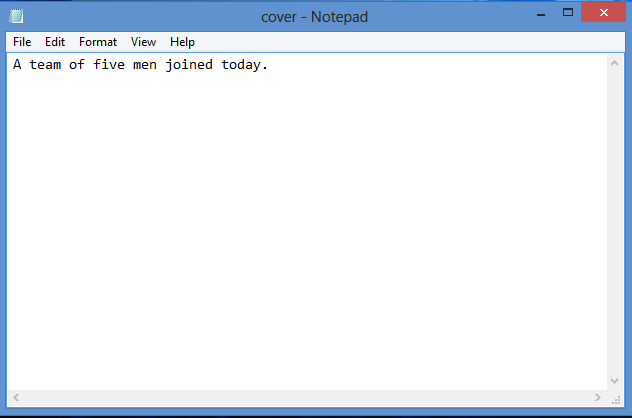 cover - Notepad
File Edit Format View Help
A team of five men joined today.